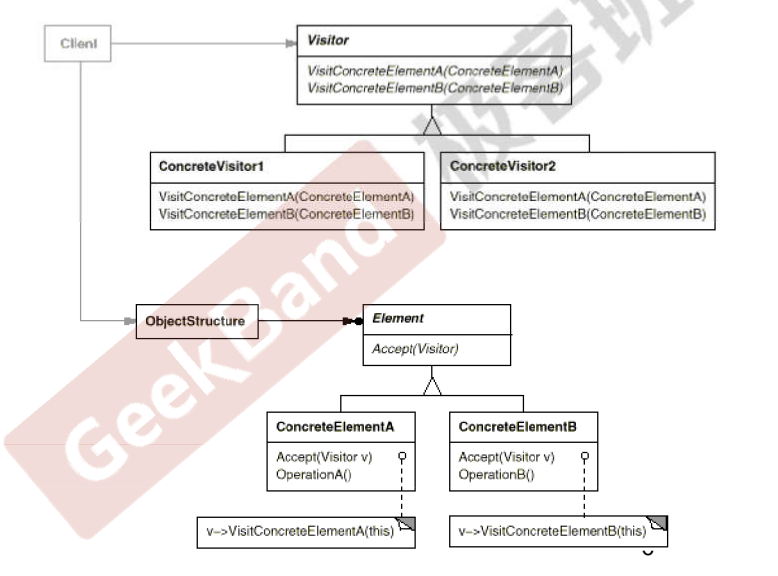 Client
Visitor
VisitConcreteElementA(ConcreteElementA)
VisitConcreteElementB(ConcreteElementB)
ConcreteVisitor1
VisitConcreteElementA(ConcreteElementA)
VisitConcreteElementB(ConcreteElementB)
ConcreteVisitor2
VisitConcreteElementA(ConcreteElementA)
VisitConcreteElementB(ConcreteElementB)
ObjectStructure
Element
Accept(Visitor)
ConcreteElementA
Accept(Visitor v)
OperationA()
ConcreteElementB
Accept(Visitor v)
OperationB()
v–>VisitConcreteElementA(this)
v–>VisitConcreteElementB(this)
GeekBand
极客班